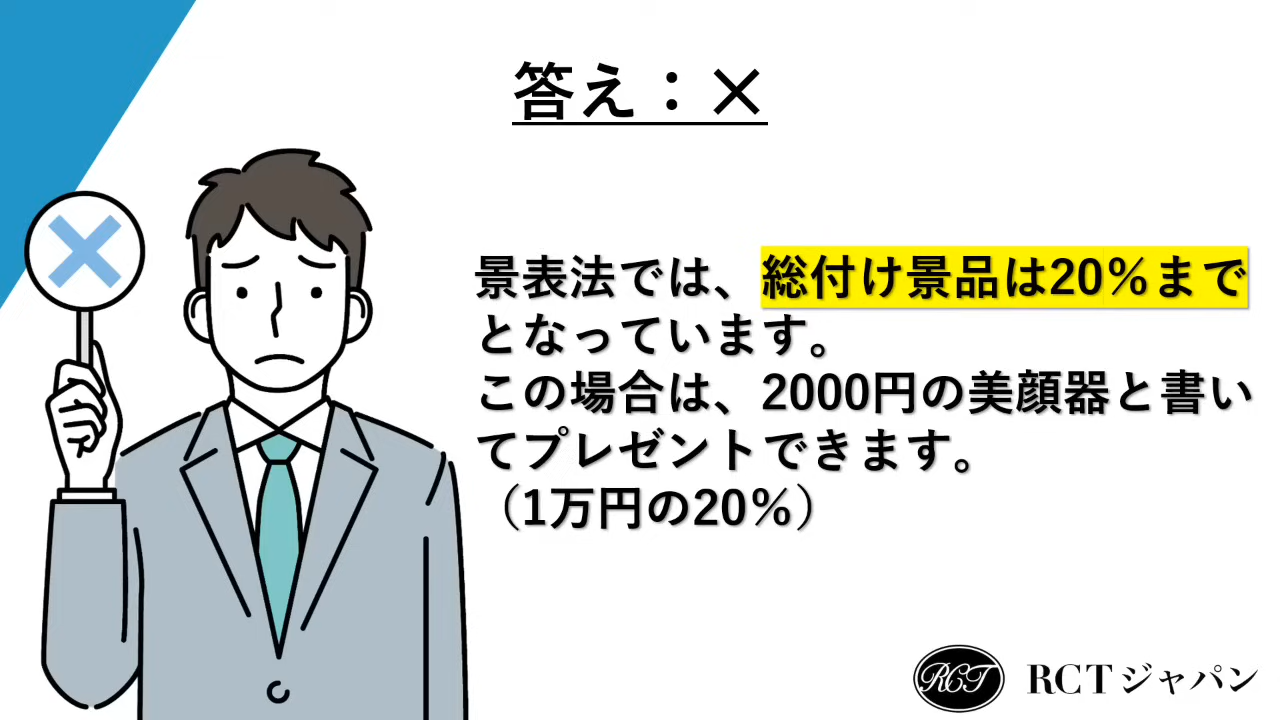 答え：×
景表法では、総付け景品は20％まで
となっています。
この場合は、2000円の美顔器と書い
てプレゼントできます。
（1万円の20％）
RCT RCTジャパン